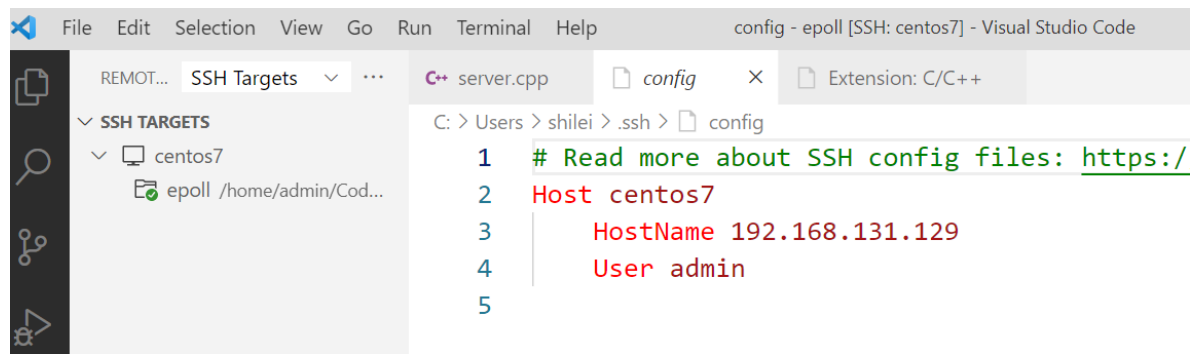 File Edit Selection View Go Run Terminal Help config - epoll [SSH: centos7] - Visual Studio Code
REMOT... SSH Targets ...
C++ server.cpp config × Extension: C/C++
SSH TARGETS
C: > Users > shilei > .ssh > config
centos7
epoll /home/admin/Cod...
1 # Read more about SSH config files: https:/
2 Host centos7
3 HostName 192.168.131.129
4 User admin
5